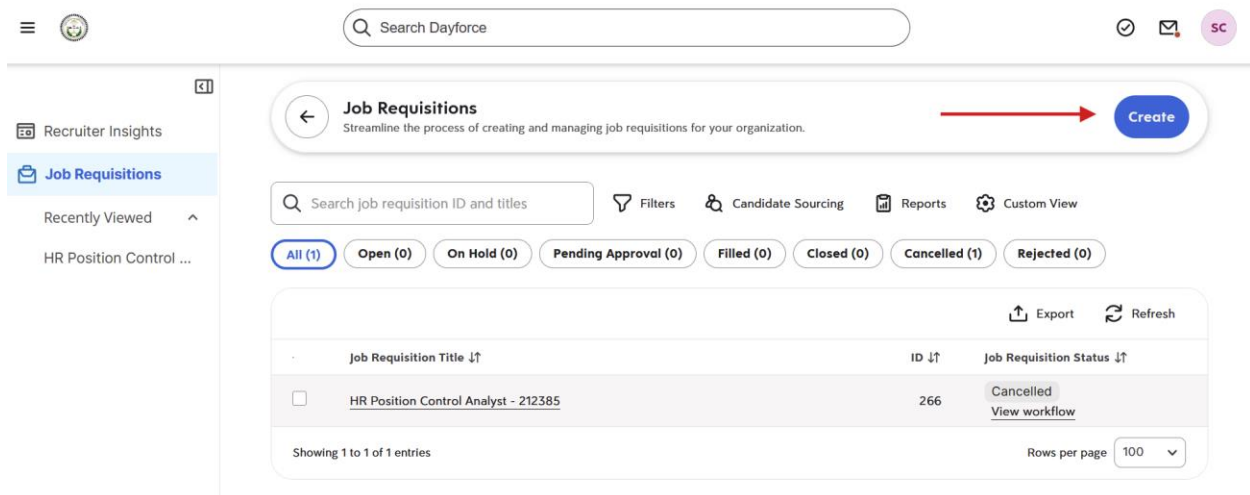 Search Dayforce
SC
Recruiter Insights
Job Requisitions
Recently Viewed
HR Position Control ...
Job Requisitions
Streamline the process of creating and managing job requisitions for your organization.
Create
Search job requisition ID and titles
Filters
Candidate Sourcing
Reports
Custom View
All (1)
Open (0)
On Hold (0)
Pending Approval (0)
Filled (0)
Closed (0)
Cancelled (1)
Rejected (0)
Export
Refresh
Job Requisition Title
ID
Job Requisition Status
HR Position Control Analyst - 212385
266
Cancelled
View workflow
Showing 1 to 1 of 1 entries
Rows per page
100